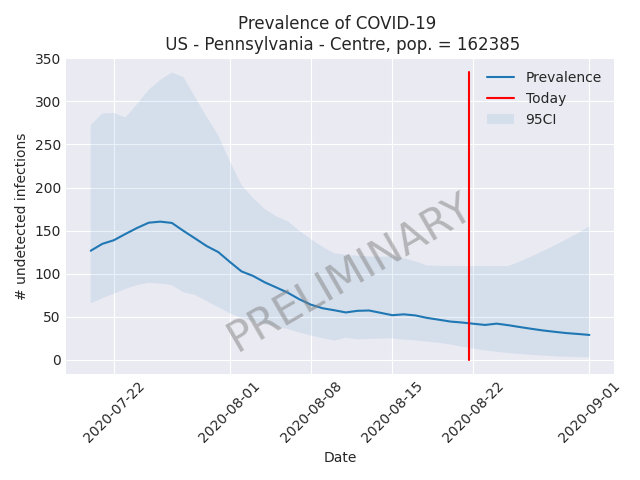 Prevalence of COVID-19
US - Pennsylvania - Centre, pop. = 162385
# undetected infections
350
300
250
200
150
100
50
0
Prevalence
Today
95CI
PRELIMINARY
2020-07-22
2020-08-01
2020-08-08
2020-08-15
2020-08-22
2020-09-01
Date